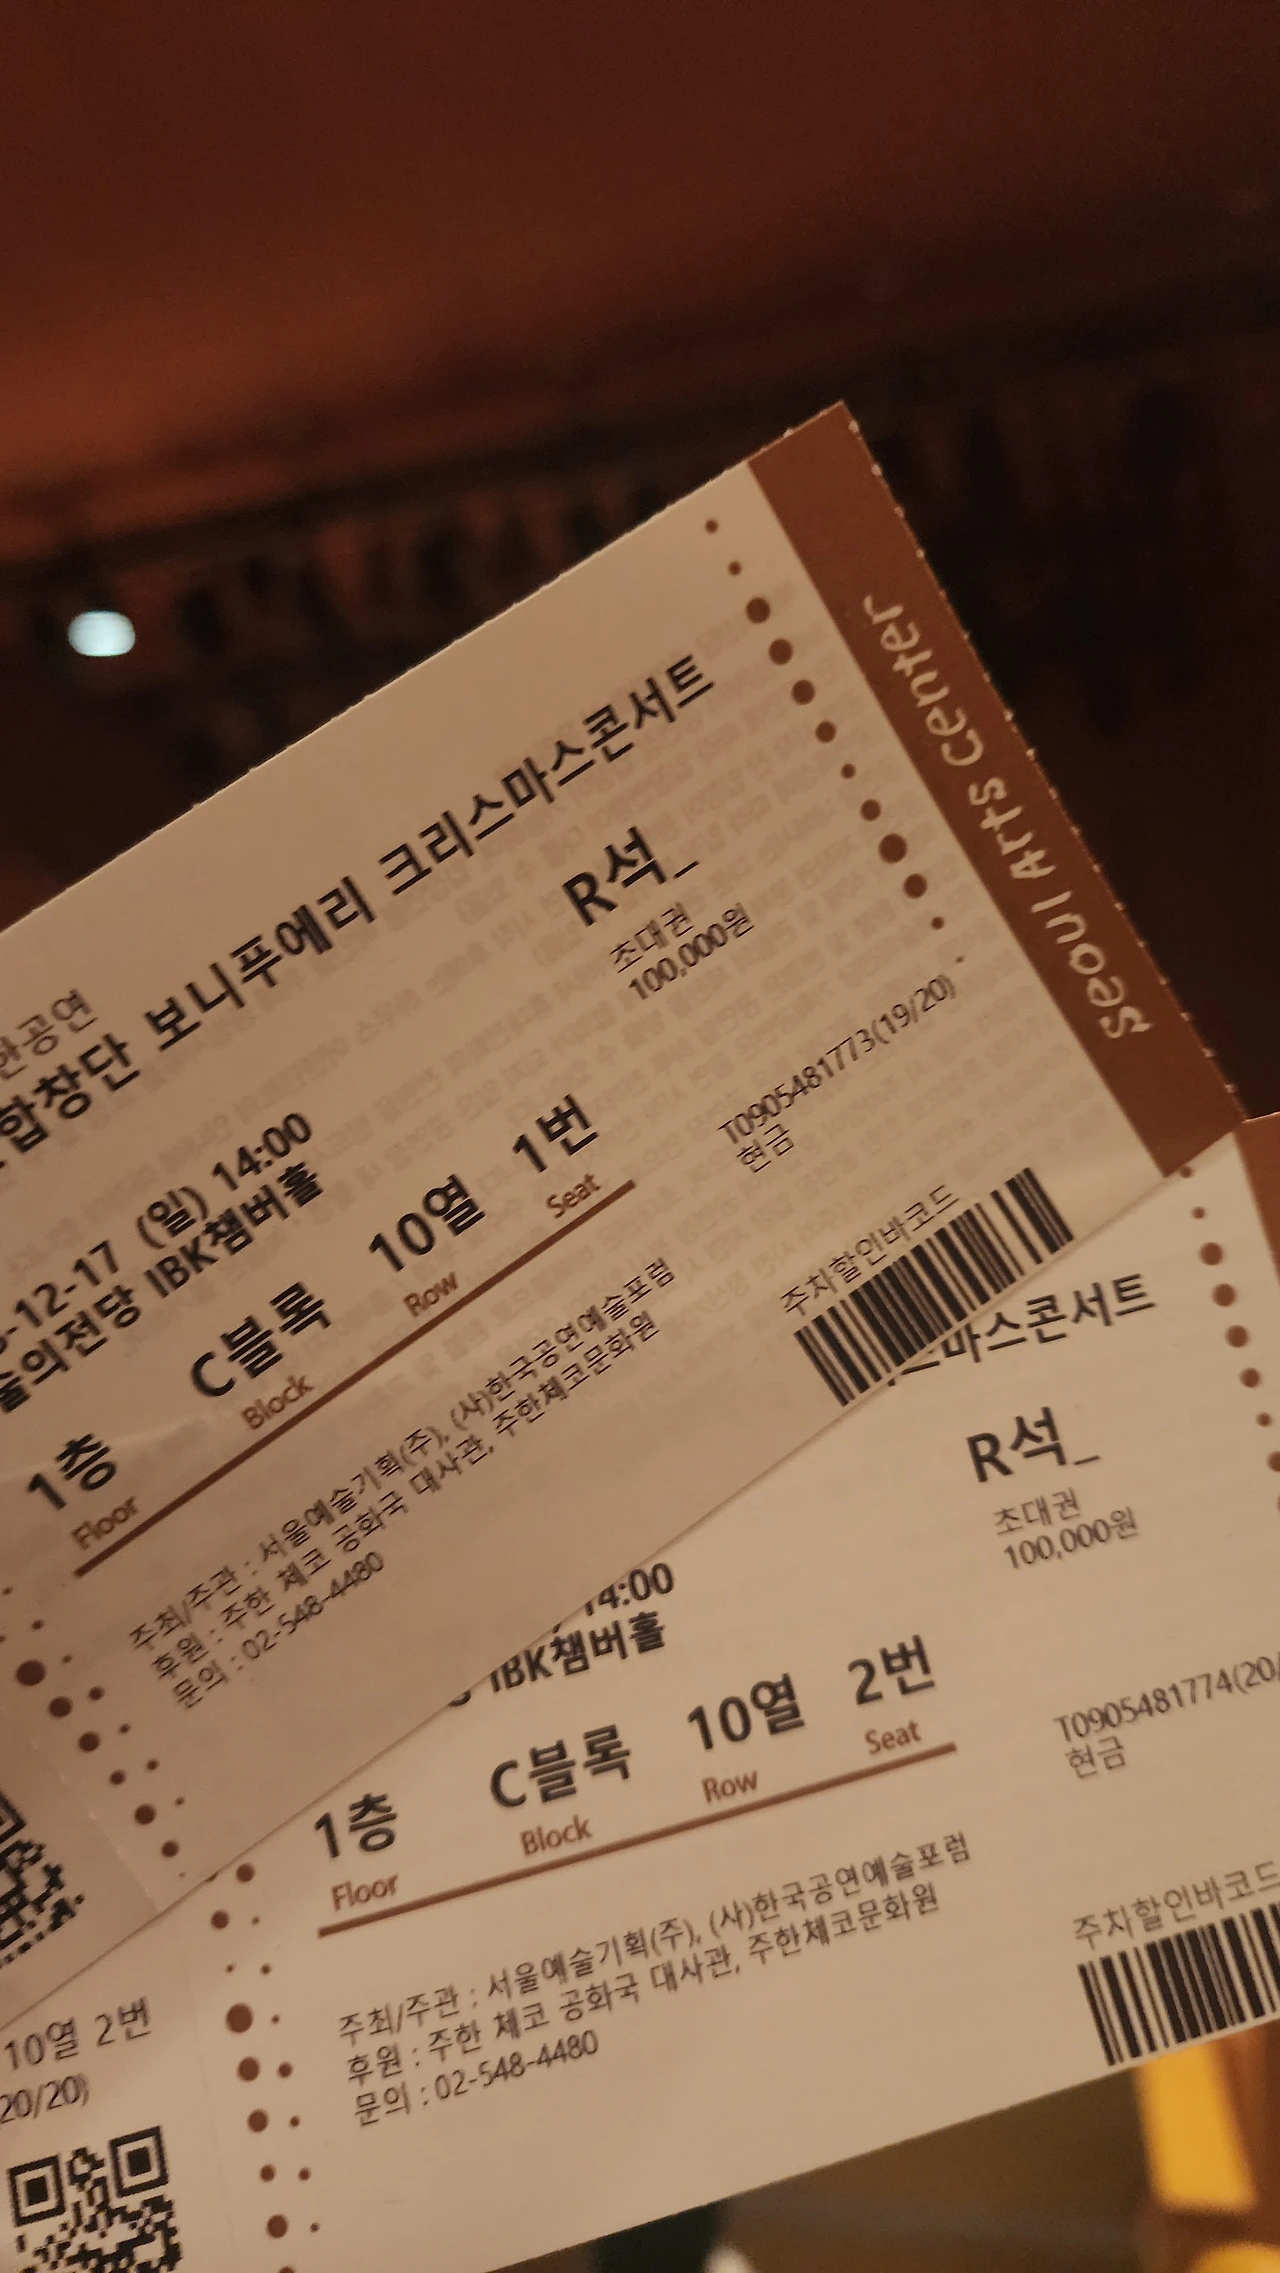 한공연
합창단 보니푸에리 크리스마스콘서트
R석_
초대권
100,000원
-12-17 (일) 14:00
술의전당 IBK챔버홀
1층 C블록 10열 1번
Floor Block Row Seat
T0905481773(19/20)
현금
주최/주관 : 서울예술기획(주), (사)한국공연예술포럼
후원 : 주한 체코 공화국 대사관, 주한체코문화원
문의 : 02-548-4480
주차할인바코드
Seoul Arts Center
스마스콘서트
R석_
초대권
100,000원
14:00
IBK챔버홀
1층 C블록 10열 2번
Floor Block Row Seat
T0905481774(20/
현금
주최/주관 : 서울예술기획(주), (사)한국공연예술포럼
후원 : 주한 체코 공화국 대사관, 주한체코문화원
문의 : 02-548-4480
주차할인바코드
10열 2번
20/20)